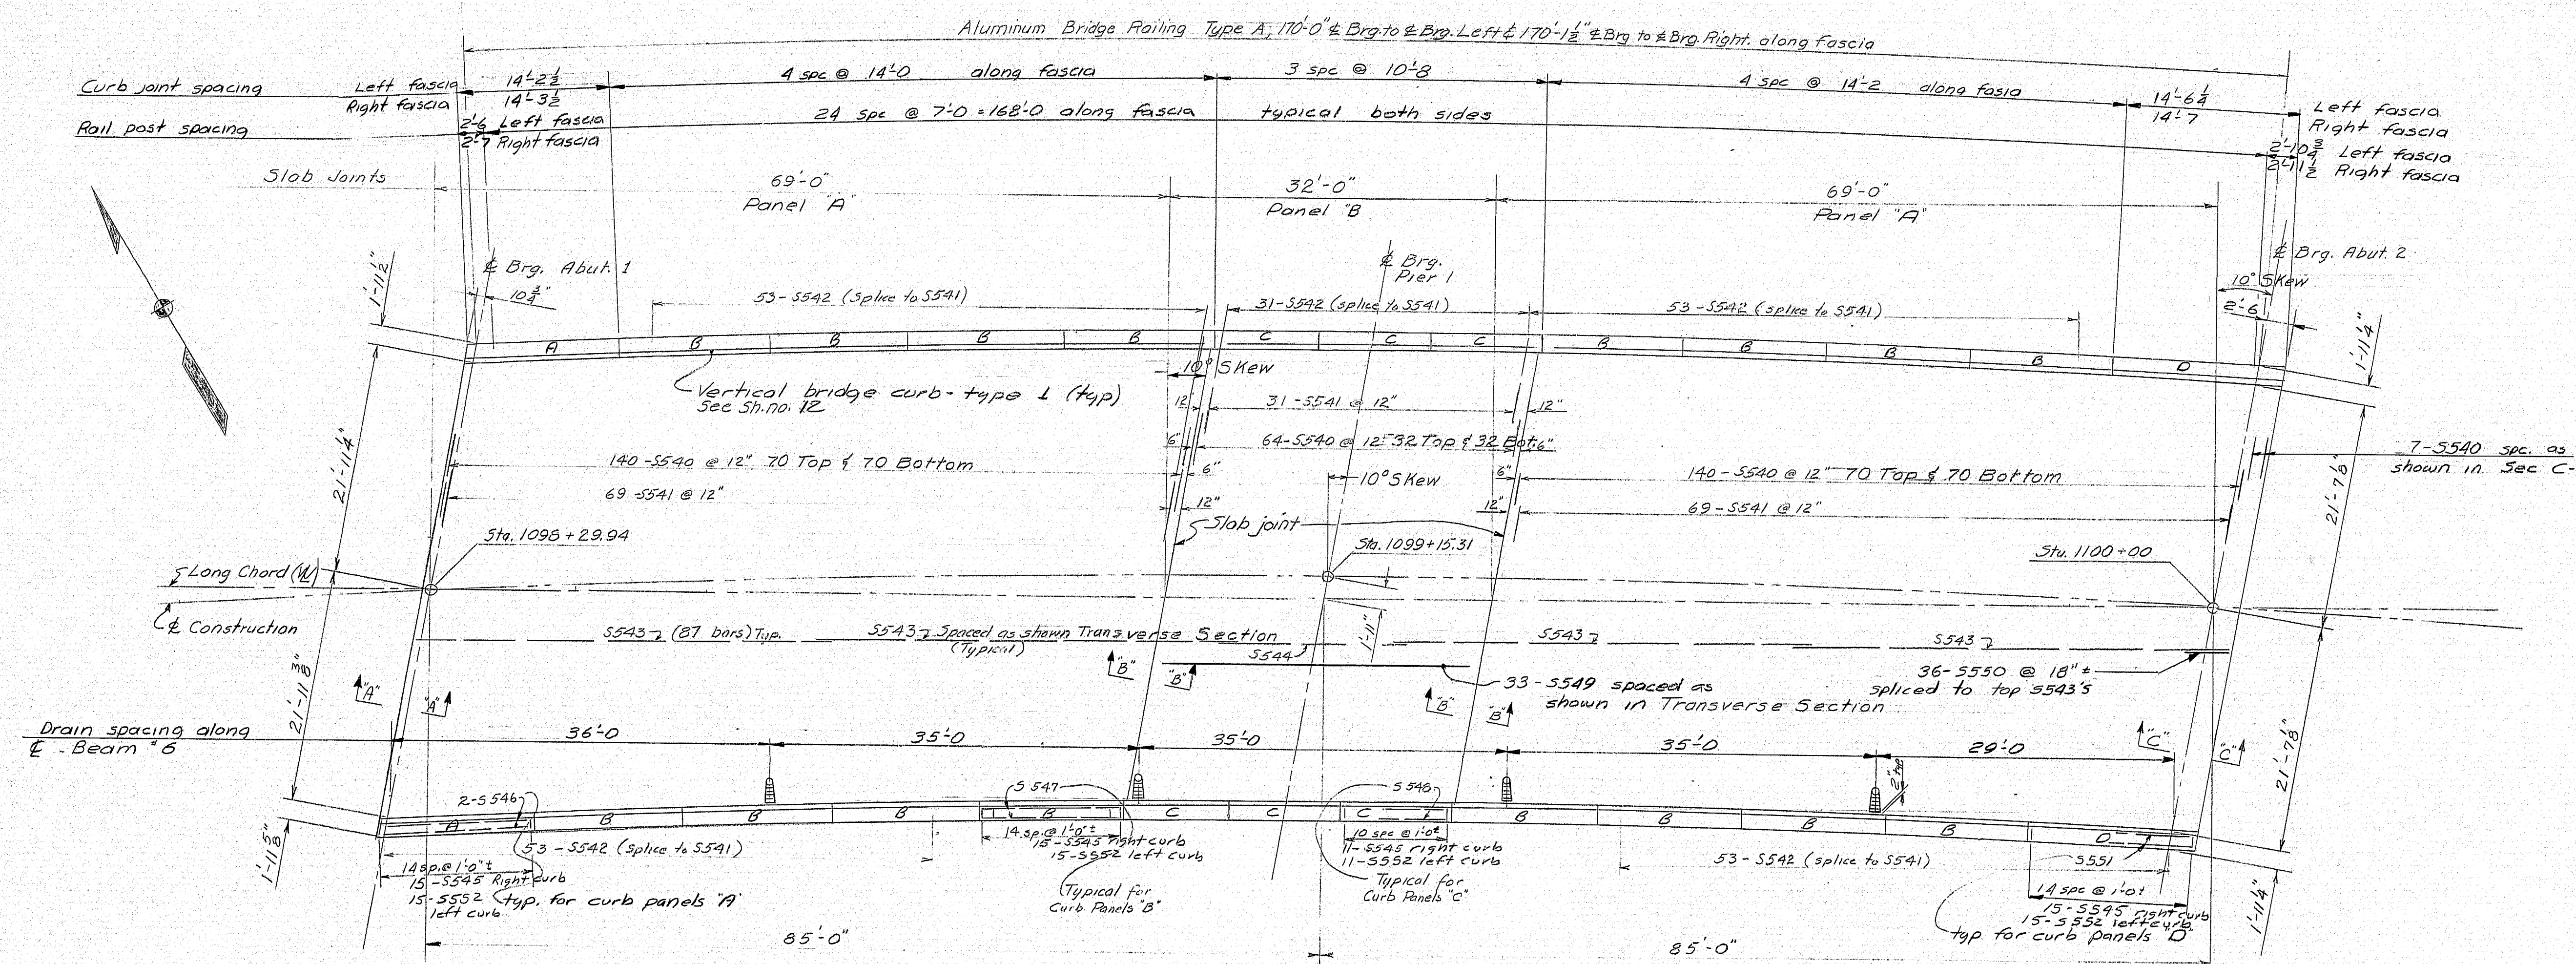 Aluminum Bridge Railing Type A, 170'-0" ℄ Brg. to ℄ Brg. Left & 170'-1½" ℄ Brg to ℄ Brg. Right. along fascia
Curb joint spacing
Left fascia
Right fascia
14'-2½
14'-3½
4 spc @ 14'-0 along fascia
3 spc @ 10'-8
4 spc @ 14'-2 along fasia
14'-6¼
14'-7
Left fascia
Right fascia
Rail post spacing
2'-6 Left fascia
2'-7 Right fascia
24 spc @ 7'-0 = 168'-0 along fascia typical both sides
2'-10¾ Left fascia
2'-11½ Right fascia
Slab Joints
69'-0"
Panel "A"
32'-0"
Panel "B
69'-0"
Panel "A"
1'-11½"
℄ Brg. Abut. 1
10¾"
℄ Brg.
Pier 1
℄ Brg. Abut. 2
10° Skew
2'-6
53-S542 (Splice to S541)
31-S542 (splice to S541)
53-S542 (splice to S541)
1'-11¼"
A B B B B C C C B B B B D
10° Skew
Vertical bridge curb - type 1 (typ)
See Sh. no. 12
12
31-S541 @ 12"
12"
6"
64-S540 @ 12" 32 Top & 32 Bot.
6"
140-S540 @ 12" 70 Top & 70 Bottom
6"
6"
140-S540 @ 12" 70 Top & 70 Bottom
7-S540 spc. as
shown in Sec C-
69-S541 @ 12"
12"
10° Skew
12"
69-S541 @ 12"
21'-11¼"
21'-7⅞"
Slab joint
Sta. 1098+29.94
Sta. 1099+15.31
Sta. 1100+00
Long Chord (W)
℄ Construction
S543 (87 bars) Typ.
S543 Spaced as shown Transverse Section
(Typical)
S544
1'-11"
S543
S543
36-S550 @ 18"±
spliced to top S543's
33-S549 spaced as
shown in Transverse Section
21'-11⅜"
"A"
"A"
"B"
"B"
"B"
"B"
"C"
"C"
21'-7⅞"
Drain spacing along
℄ - Beam #6
36'-0
35'-0
35'-0
35'-0
29'-0
2' typ
2-S546
S547
S548
A B B B B C C C B B B B D
1'-11⅝"
53-S542 (splice to S541)
14 sp. @ 1'-0"±
15-S545 Right curb
15-S552 typ. for curb panels "A"
left curb
14 sp. @ 1'-0"±
15-S545 right curb
15-S552 left curb
Typical for
Curb Panels "B"
10 spc @ 1'-0±
11-S545 right curb
11-S552 left curb
Typical for
Curb Panels "C"
53-S542 (splice to S541)
S551
14 spc @ 1'-0±
15-S545 right curb
15-S552 left curb
typ. for curb panels "D"
1'-11¼"
85'-0"
85'-0"